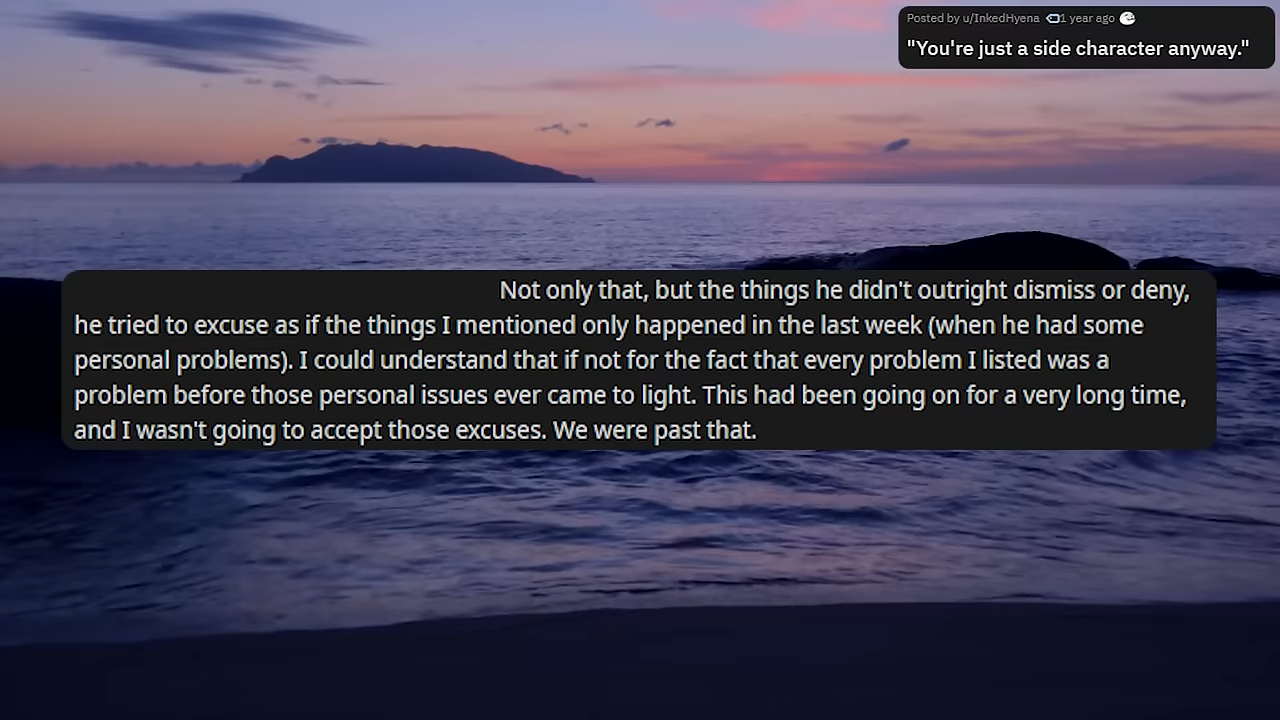 Posted by u/InkedHyena 1 year ago
"You're just a side character anyway."
Not only that, but the things he didn't outright dismiss or deny,
he tried to excuse as if the things I mentioned only happened in the last week (when he had some
personal problems). I could understand that if not for the fact that every problem I listed was a
problem before those personal issues ever came to light. This had been going on for a very long time,
and I wasn't going to accept those excuses. We were past that.